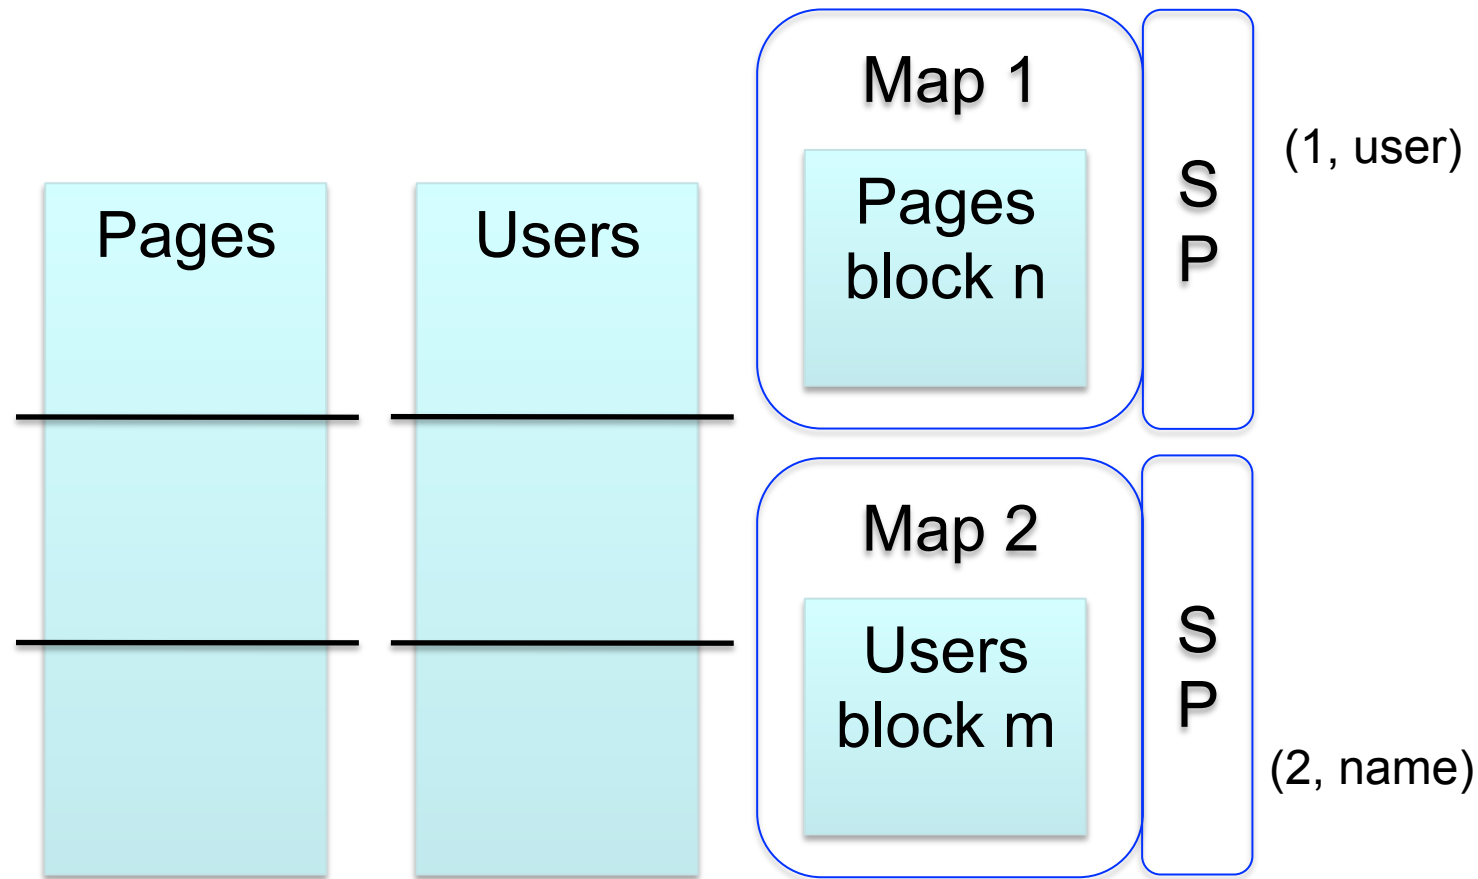 Pages
Users
Map 1
Pages
block n
S
P
(1, user)
Map 2
Users
block m
S
P
(2, name)